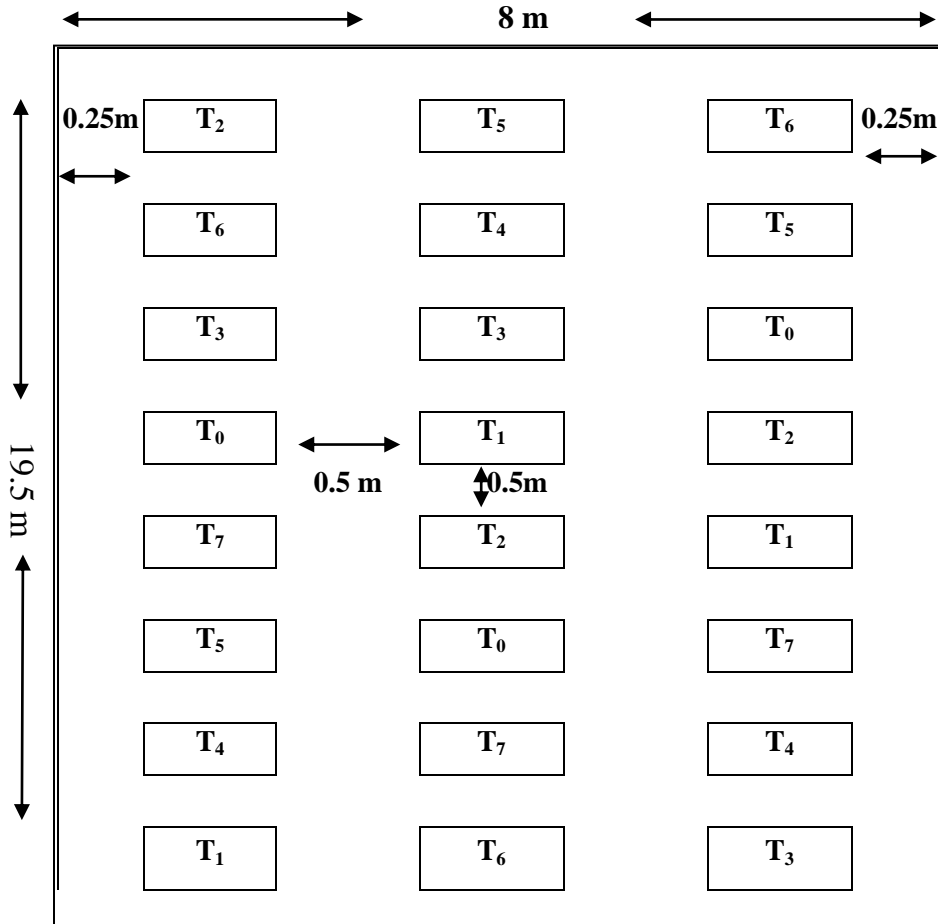 8 m
0.25m T₂ T₅ T₆ 0.25m
T₆ T₄ T₅
T₃ T₃ T₀
T₀ T₁ T₂
19.5 m
0.5 m 0.5m
T₇ T₂ T₁
T₅ T₀ T₇
T₄ T₇ T₄
T₁ T₆ T₃